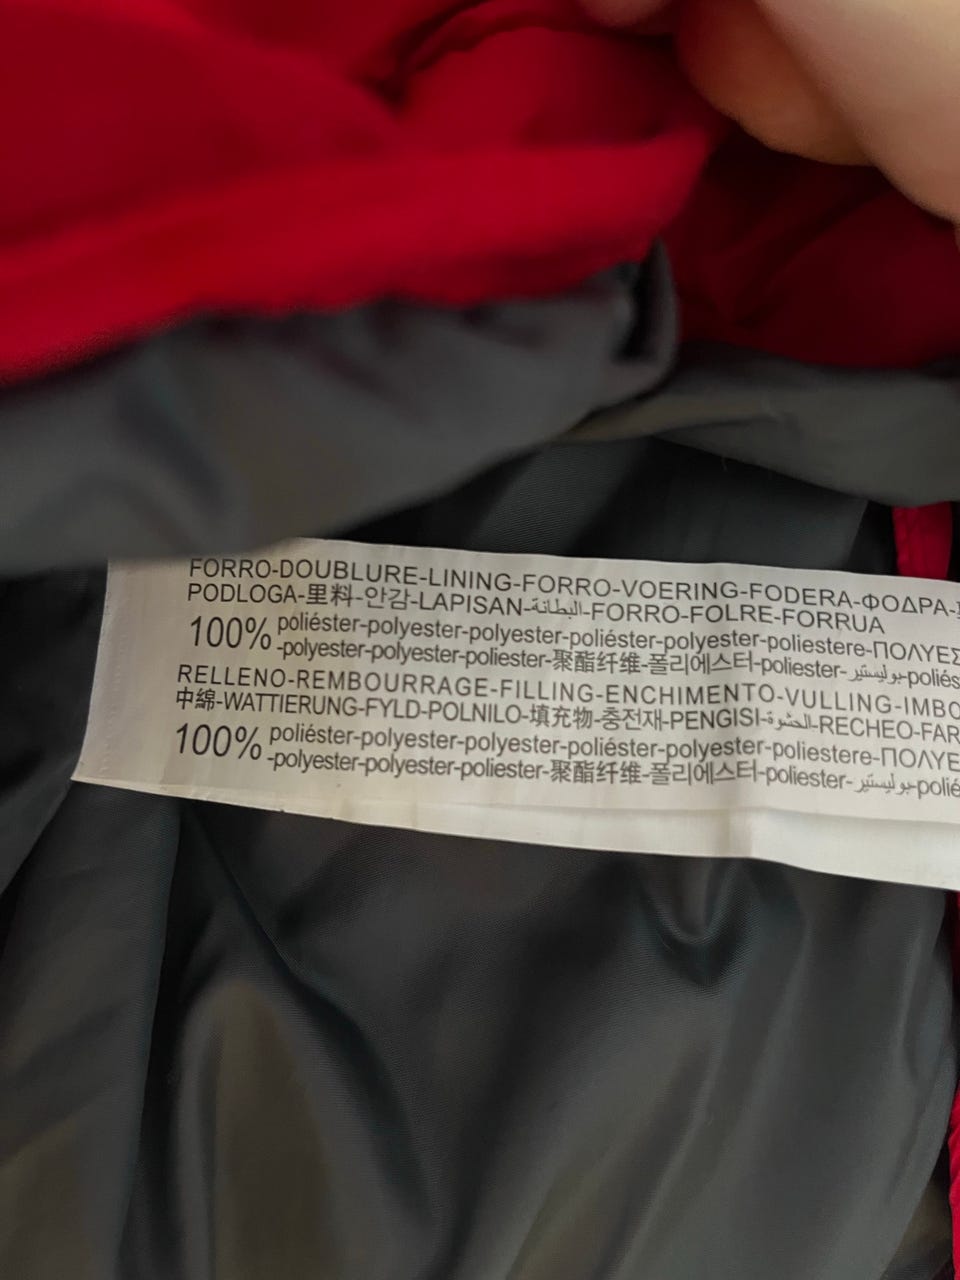 FORRO-DOUBLURE-LINING-FORRO-VOERING-FODERA-ΦΟΔΡΑ-
PODLOGA-里料-안감-LAPISAN-البطانة-FORRO-FOLRE-FORRUA
100% poliéster-polyester-polyester-poliéster-polyester-poliestere-ΠΟΛΥΕΣ
-polyester-polyester-poliester-聚酯纤维-폴리에스터-poliester-بوليستير-poliés
RELLENO-REMBOURRAGE-FILLING-ENCHIMENTO-VULLING-IMBO
中綿-WATTIERUNG-FYLD-POLNILO-填充物-충전재-PENGISI-الحشوة-RECHEO-FAR
100% poliéster-polyester-polyester-poliéster-polyester-poliestere-ΠΟΛΥΕ
-polyester-polyester-poliester-聚酯纤维-폴리에스터-poliester-بوليستير-polié